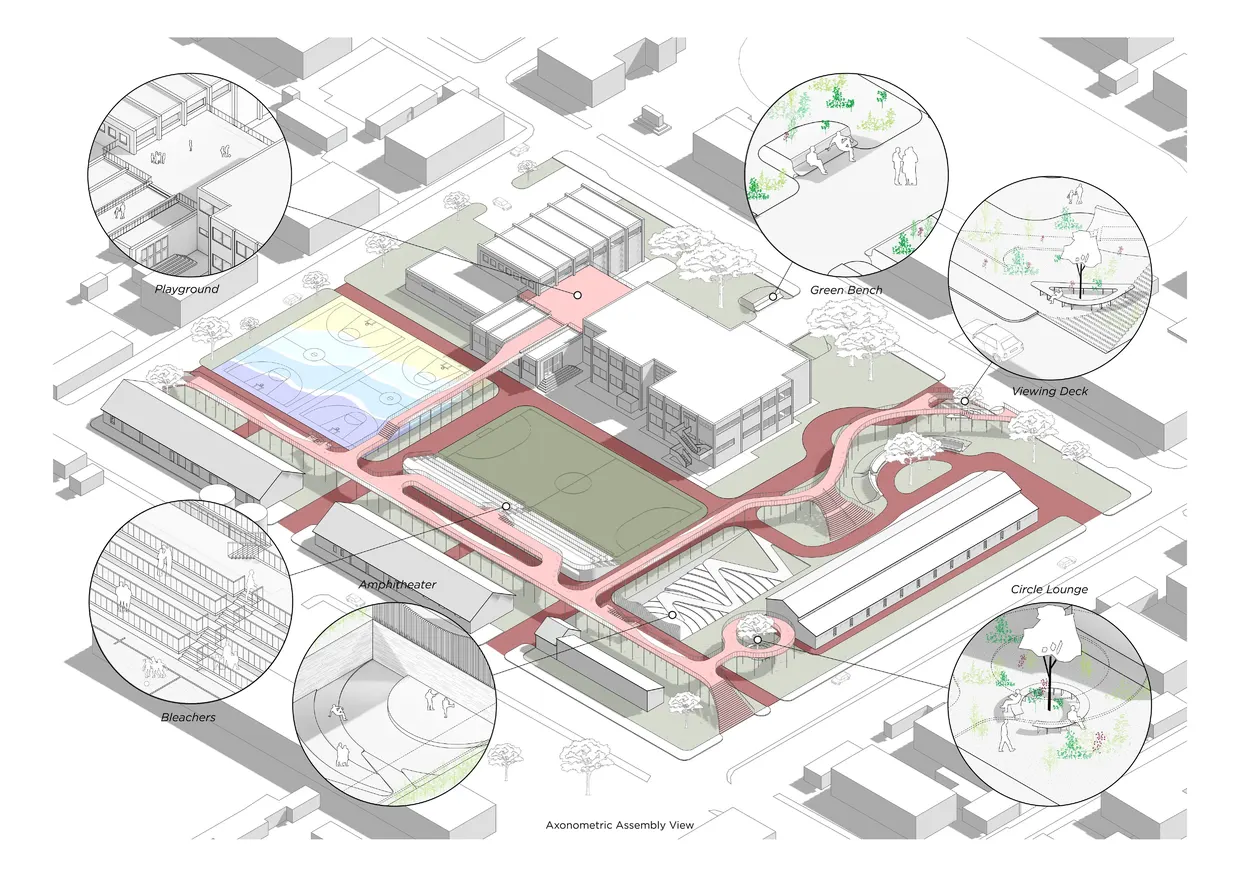 Playground
Green Bench
Viewing Deck
Amphitheater
Circle Lounge
Bleachers
Axonometric Assembly View